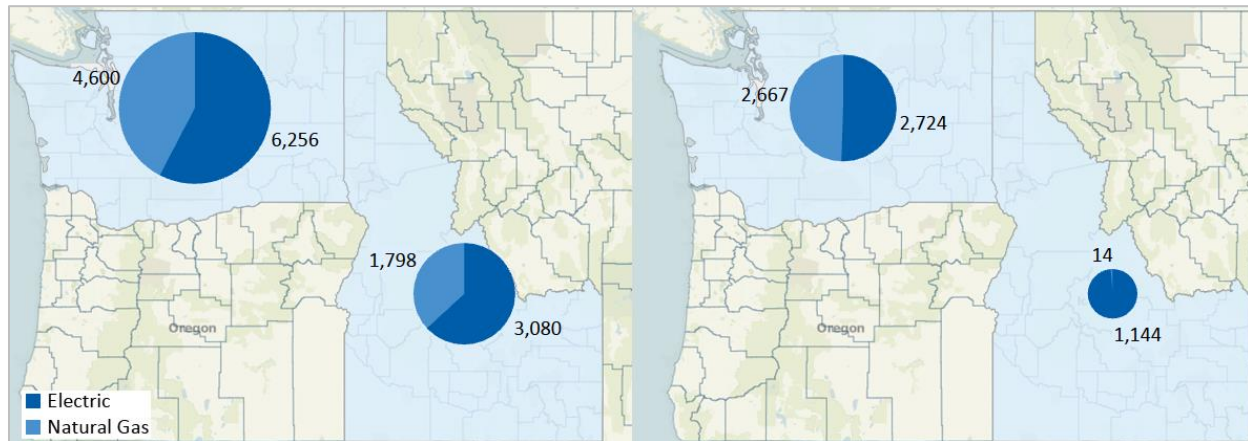 4,600
6,256
1,798
3,080
Oregon
Electric
Natural Gas
2,667
2,724
14
1,144
Oregon